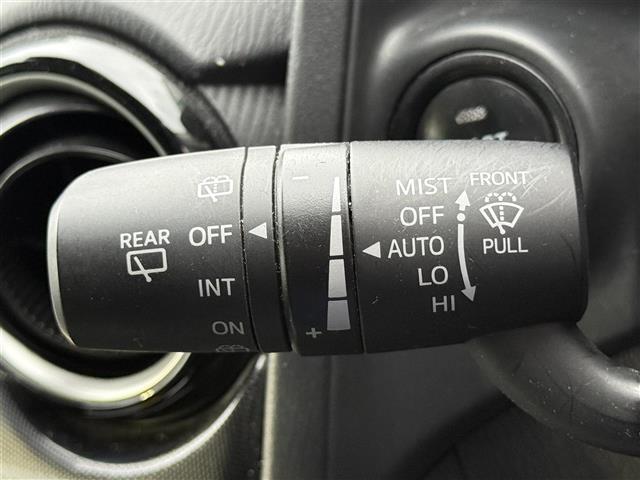 REAR
OFF
INT
ON
−
+
MIST
OFF
AUTO
LO
HI
FRONT
PULL